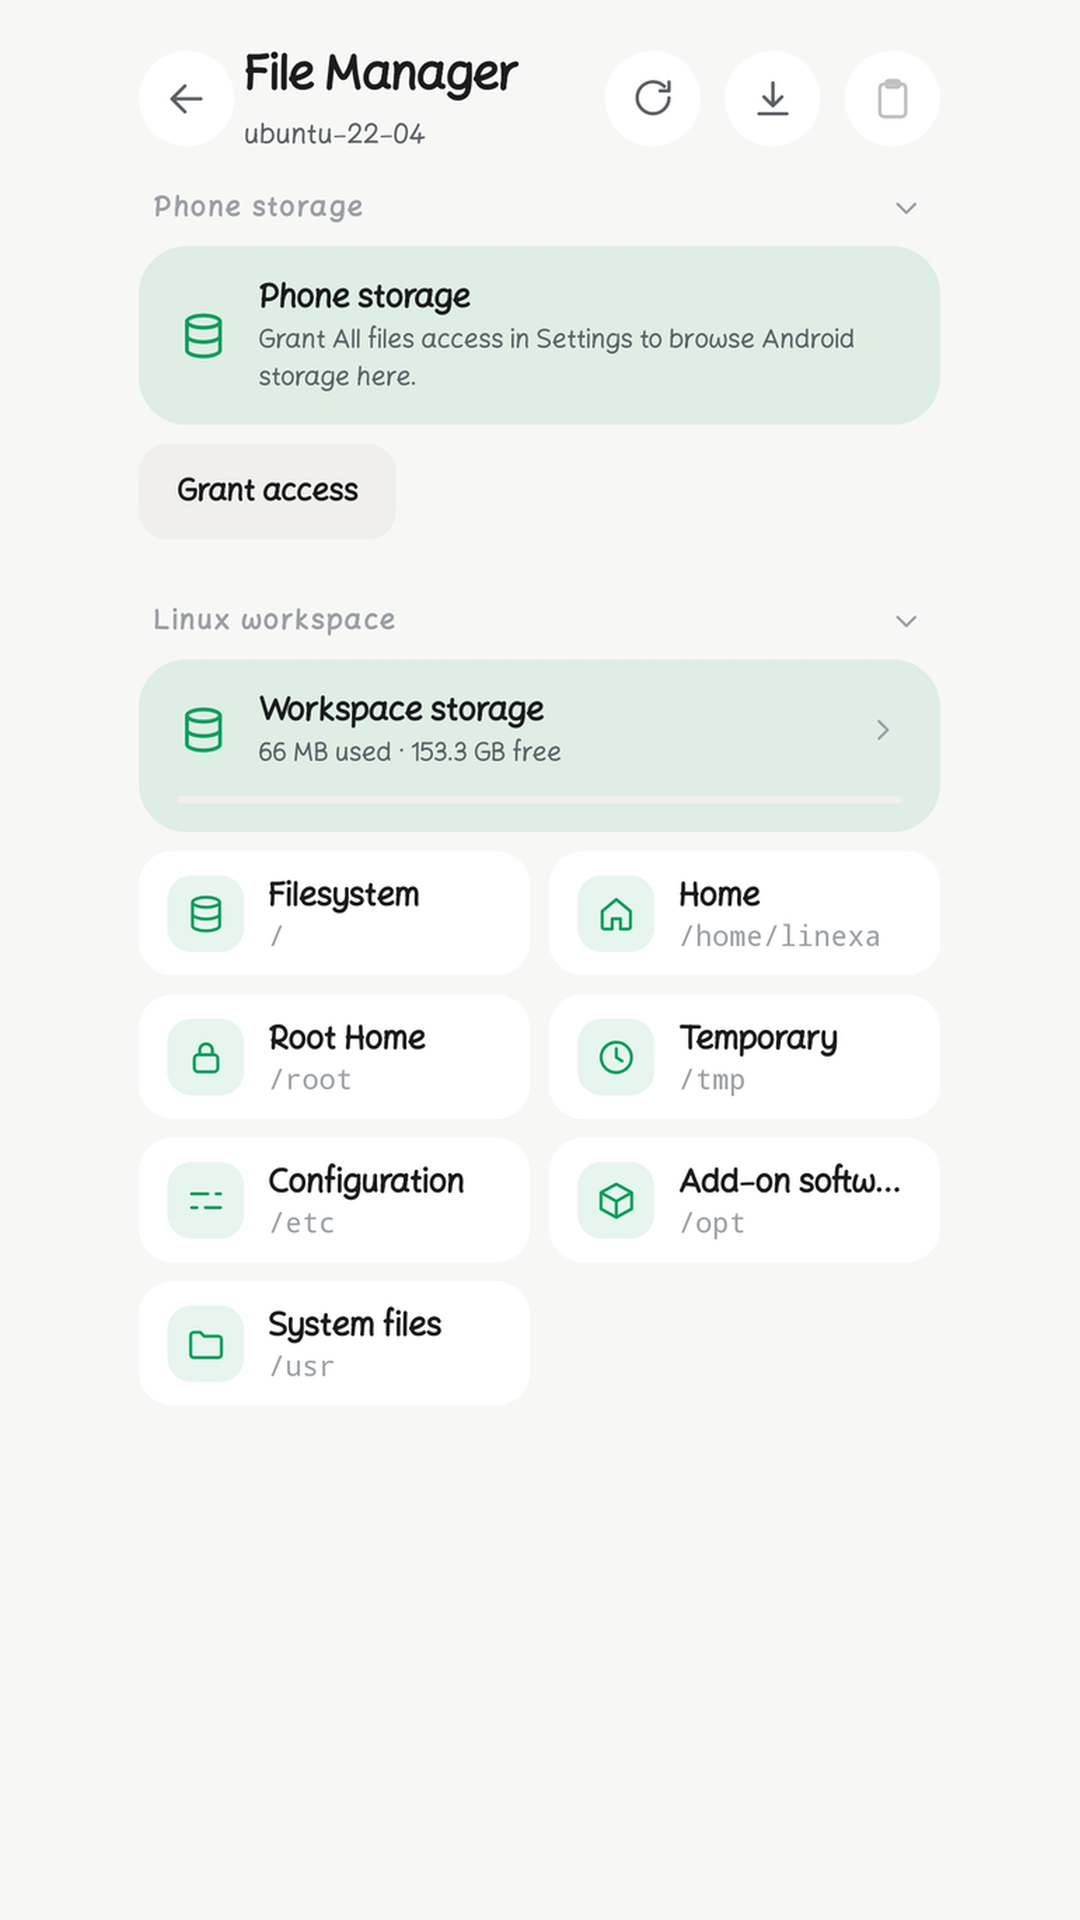 File Manager
ubuntu-22-04
Phone storage
Phone storage
Grant All files access in Settings to browse Android
storage here.
Grant access
Linux workspace
Workspace storage
66 MB used · 153.3 GB free
Filesystem
/
Home
/home/linexa
Root Home
/root
Temporary
/tmp
Configuration
/etc
Add-on softw...
/opt
System files
/usr